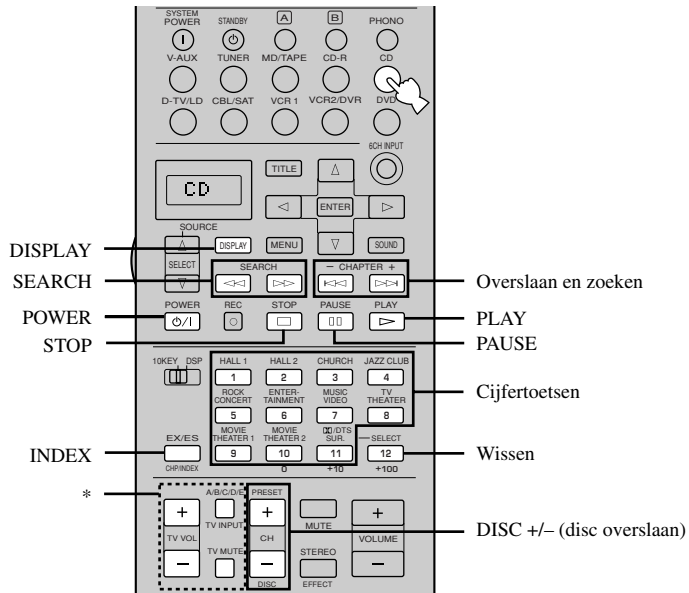 SYSTEM POWER STANDBY A B PHONO
V-AUX TUNER MD/TAPE CD-R CD
D-TV/LD CBL/SAT VCR 1 VCR2/DVR DVD
6CH INPUT
TITLE
CD
ENTER
SOURCE
DISPLAY DISPLAY MENU SOUND
SELECT
SEARCH SEARCH – CHAPTER + Overslaan en zoeken
POWER POWER REC STOP PAUSE PLAY PLAY
STOP PAUSE
10KEY DSP HALL 1 HALL 2 CHURCH JAZZ CLUB
1 2 3 4 Cijfertoetsen
ROCK CONCERT ENTER-TAINMENT MUSIC VIDEO TV THEATER
5 6 7 8
EX/ES MOVIE THEATER 1 MOVIE THEATER 2 /DTS SUR. SELECT
INDEX 9 10 11 12 Wissen
CHP/INDEX 0 +10 +100
* A/B/C/D/E PRESET
+ TV INPUT + MUTE +
TV VOL CH VOLUME DISC +/– (disc overslaan)
– TV MUTE – STEREO –
DISC EFFECT